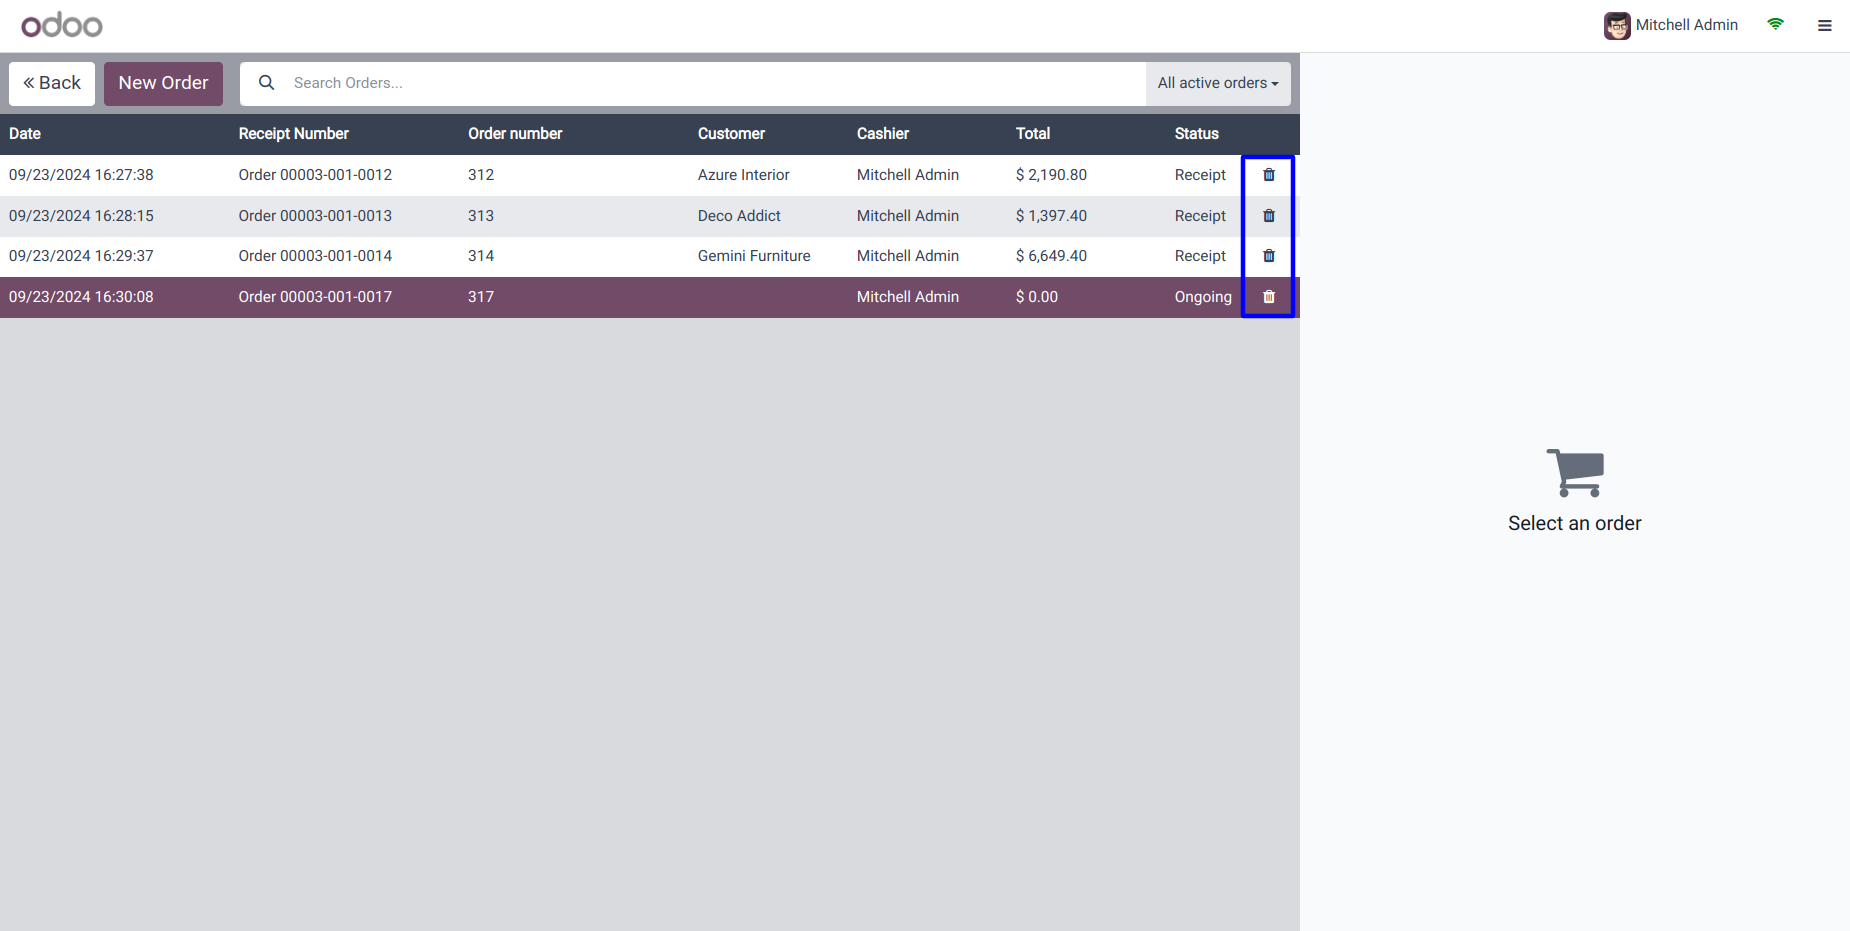 odoo Mitchell Admin
Back New Order Search Orders... All active orders
Date Receipt Number Order number Customer Cashier Total Status
09/23/2024 16:27:38 Order 00003-001-0012 312 Azure Interior Mitchell Admin $ 2,190.80 Receipt
09/23/2024 16:28:15 Order 00003-001-0013 313 Deco Addict Mitchell Admin $ 1,397.40 Receipt
09/23/2024 16:29:37 Order 00003-001-0014 314 Gemini Furniture Mitchell Admin $ 6,649.40 Receipt
09/23/2024 16:30:08 Order 00003-001-0017 317 Mitchell Admin $ 0.00 Ongoing
Select an order